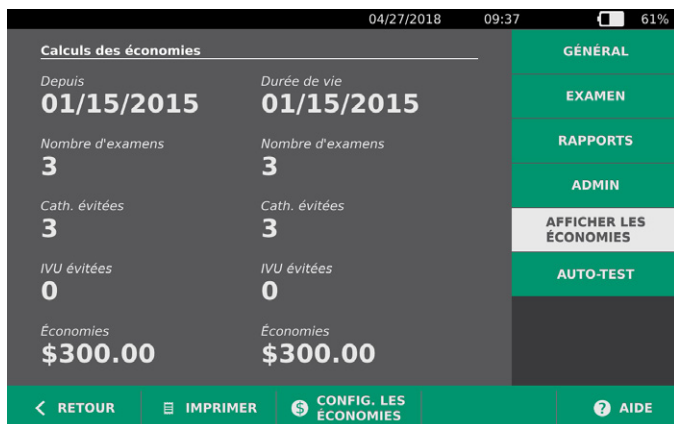 04/27/2018 09:37 61%
Calculs des économies
Depuis Durée de vie
01/15/2015 01/15/2015
Nombre d'examens Nombre d'examens
3 3
Cath. évitées Cath. évitées
3 3
IVU évitées IVU évitées
0 0
Économies Économies
$300.00 $300.00
GÉNÉRAL
EXAMEN
RAPPORTS
ADMIN
AFFICHER LES
ÉCONOMIES
AUTO-TEST
RETOUR IMPRIMER $ CONFIG. LES
ÉCONOMIES ? AIDE